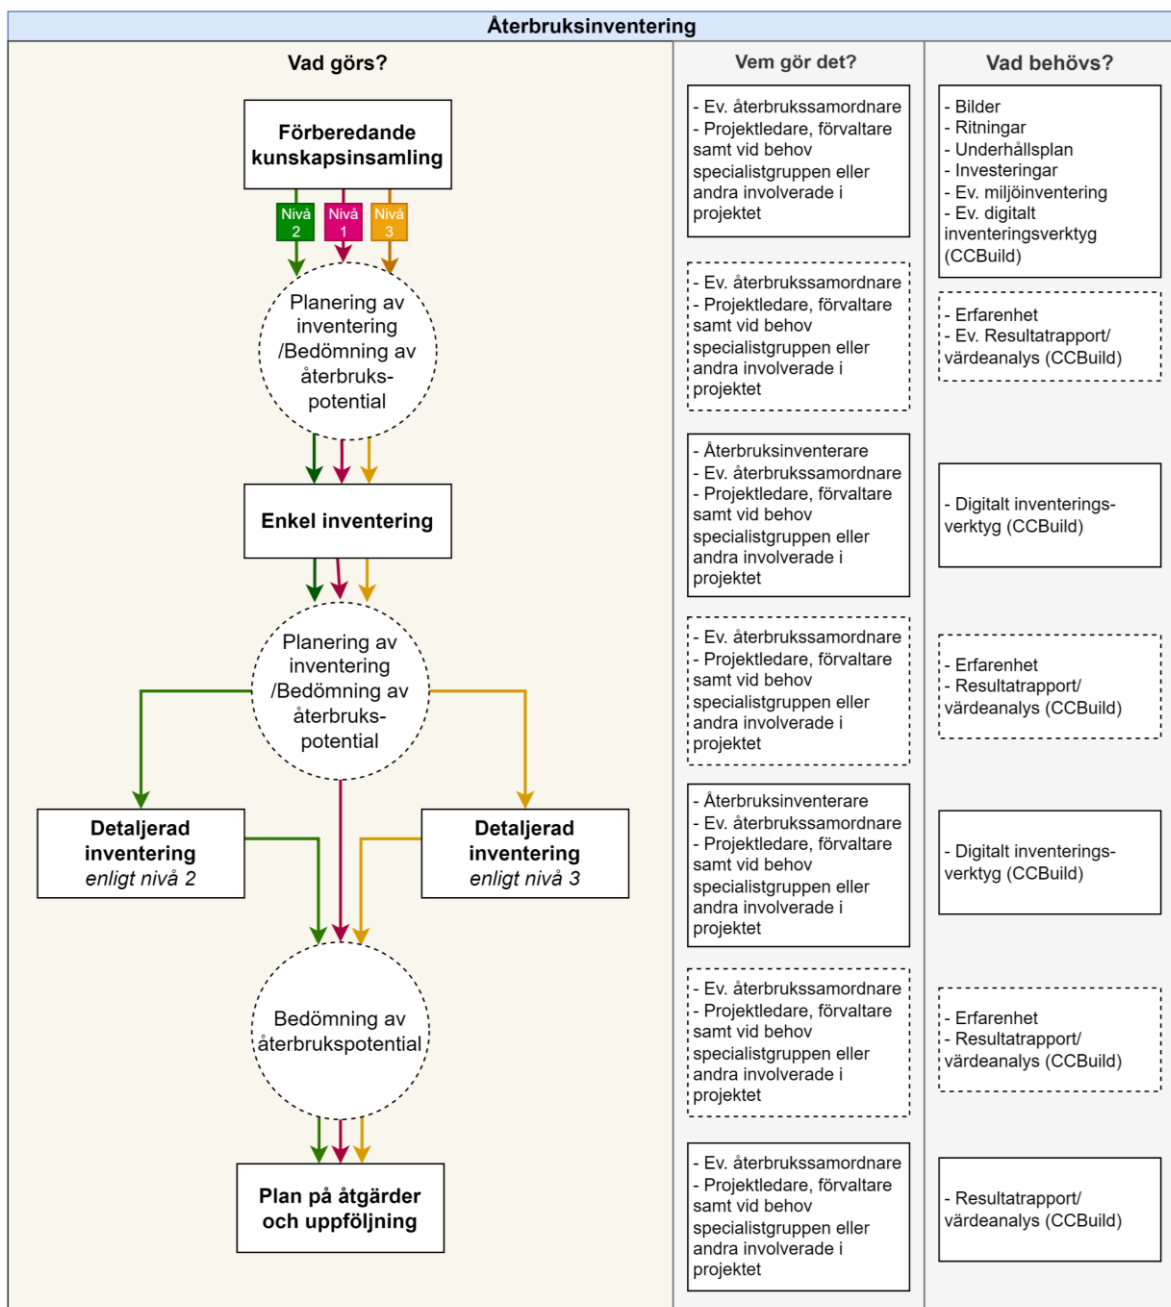 Återbruksinventering
Vad görs?
Vem gör det?
Vad behövs?
Förberedande
kunskapsinsamling
- Ev. återbrukssamordnare
- Projektledare, förvaltare
samt vid behov
specialistgruppen eller
andra involverade i
projektet
- Bilder
- Ritningar
- Underhållsplan
- Investeringar
- Ev. miljöinventering
- Ev. digitalt
inventeringsverktyg
(CCBuild)
Nivå
2
Nivå
1
Nivå
3
Planering av
inventering
/Bedömning av
återbruks-
potential
- Ev. återbrukssamordnare
- Projektledare, förvaltare
samt vid behov
specialistgruppen eller
andra involverade i
projektet
- Erfarenhet
- Ev. Resultatrapport/
värdeanalys (CCBuild)
Enkel inventering
- Återbruksinventerare
- Ev. återbrukssamordnare
- Projektledare, förvaltare
samt vid behov
specialistgruppen eller
andra involverade i
projektet
- Digitalt inventerings-
verktyg (CCBuild)
Planering av
inventering
/Bedömning av
återbruks-
potential
- Ev. återbrukssamordnare
- Projektledare, förvaltare
samt vid behov
specialistgruppen eller
andra involverade i
projektet
- Erfarenhet
- Resultatrapport/
värdeanalys (CCBuild)
Detaljerad
inventering
enligt nivå 2
Detaljerad
inventering
enligt nivå 3
- Återbruksinventerare
- Ev. återbrukssamordnare
- Projektledare, förvaltare
samt vid behov
specialistgruppen eller
andra involverade i
projektet
- Digitalt inventerings-
verktyg (CCBuild)
Bedömning av
återbrukspotential
- Ev. återbrukssamordnare
- Projektledare, förvaltare
samt vid behov
specialistgruppen eller
andra involverade i
projektet
- Erfarenhet
- Resultatrapport/
värdeanalys (CCBuild)
Plan på åtgärder
och uppföljning
- Ev. återbrukssamordnare
- Projektledare, förvaltare
samt vid behov
specialistgruppen eller
andra involverade i
projektet
- Resultatrapport/
värdeanalys (CCBuild)